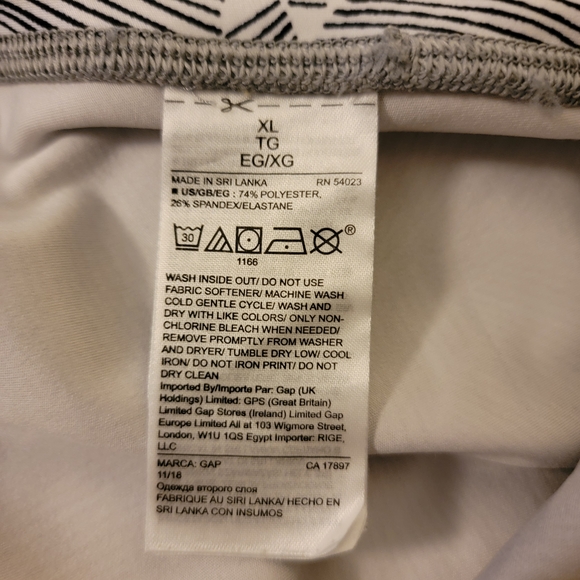 XL
TG
EG/XG
MADE IN SRI LANKA RN 54023
■ US/GB/EG : 74% POLYESTER,
26% SPANDEX/ELASTANE
30 ®
1166
WASH INSIDE OUT/ DO NOT USE
FABRIC SOFTENER/ MACHINE WASH
COLD GENTLE CYCLE/ WASH AND
DRY WITH LIKE COLORS/ ONLY NON-
CHLORINE BLEACH WHEN NEEDED/
REMOVE PROMPTLY FROM WASHER
AND DRYER/ TUMBLE DRY LOW/ COOL
IRON/ DO NOT IRON PRINT/ DO NOT
DRY CLEAN
Imported By/Importe Par: Gap (UK
Holdings) Limited: GPS (Great Britain)
Limited Gap Stores (Ireland) Limited Gap
Europe Limited All at 103 Wigmore Street,
London, W1U 1QS Egypt Importer: RIGE,
LLC
MARCA: GAP CA 17897
11/18
Одежда второго слоя
FABRIQUE AU SIRI LANKA/ HECHO EN
SRI LANKA CON INSUMOS